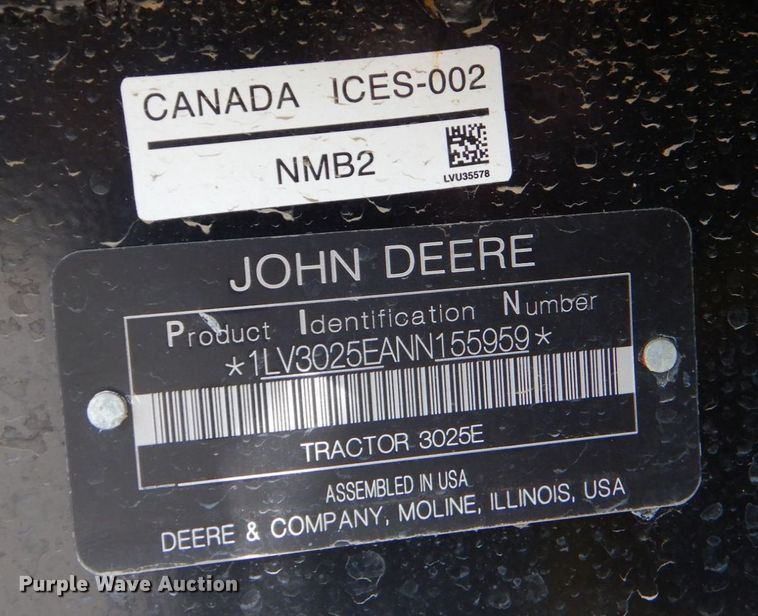 CANADA ICES-002
NMB2
LVU35578
JOHN DEERE
Product Identification Number
*1LV3025EANN155959*
TRACTOR 3025E
ASSEMBLED IN USA
DEERE & COMPANY, MOLINE, ILLINOIS, USA
Purple Wave Auction